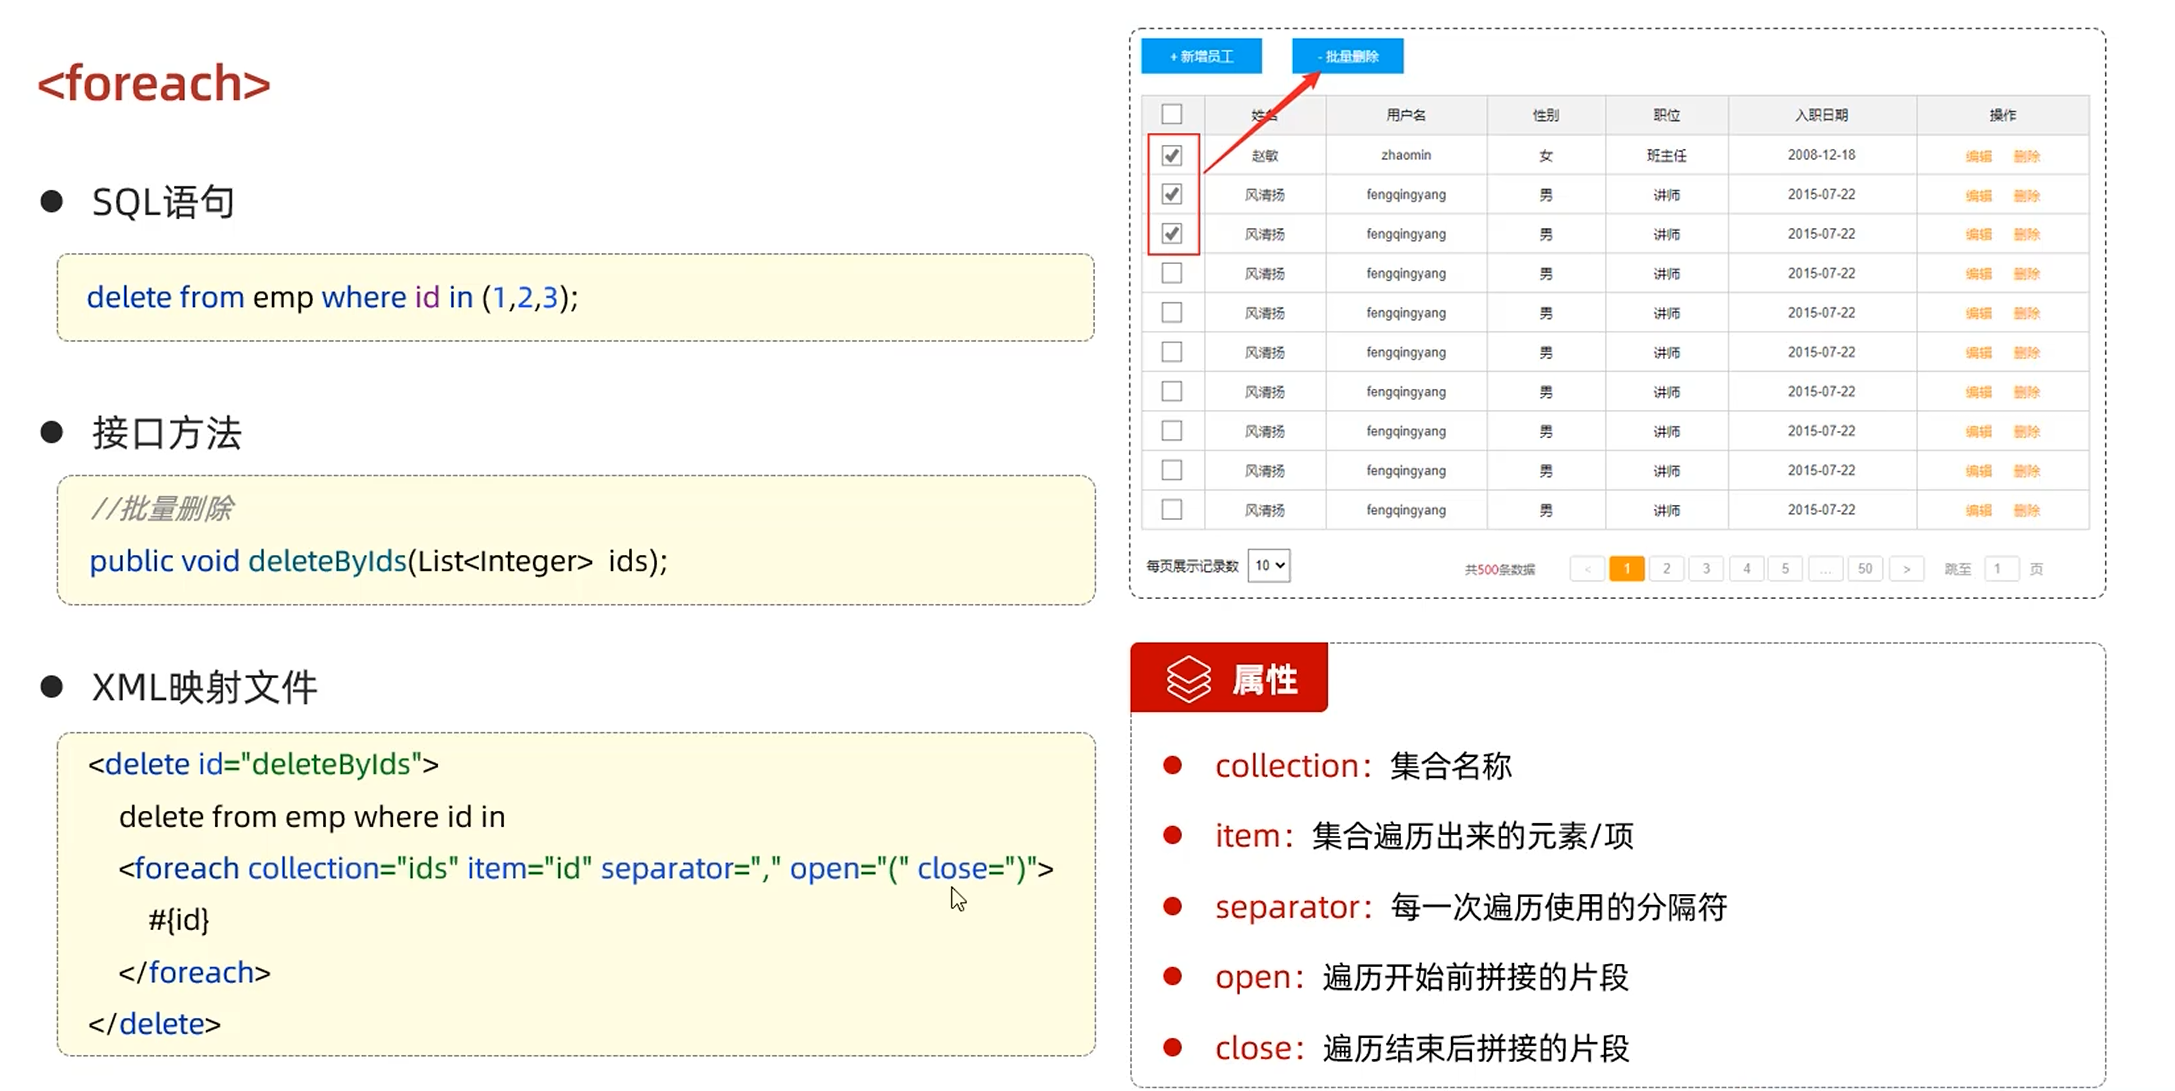 <foreach>
SQL语句
delete from emp where id in (1,2,3);
接口方法
//批量删除
public void deleteByIds(List<Integer> ids);
XML映射文件
<delete id="deleteByIds">
delete from emp where id in
<foreach collection="ids" item="id" separator="," open="(" close=")">
#{id}
</foreach>
</delete>
+ 新增员工 - 批量删除
姓名 用户名 性别 职位 入职日期 操作
赵敏 zhaomin 女 班主任 2008-12-18 编辑 删除
风清扬 fengqingyang 男 讲师 2015-07-22 编辑 删除
风清扬 fengqingyang 男 讲师 2015-07-22 编辑 删除
风清扬 fengqingyang 男 讲师 2015-07-22 编辑 删除
风清扬 fengqingyang 男 讲师 2015-07-22 编辑 删除
风清扬 fengqingyang 男 讲师 2015-07-22 编辑 删除
风清扬 fengqingyang 男 讲师 2015-07-22 编辑 删除
风清扬 fengqingyang 男 讲师 2015-07-22 编辑 删除
风清扬 fengqingyang 男 讲师 2015-07-22 编辑 删除
风清扬 fengqingyang 男 讲师 2015-07-22 编辑 删除
每页展示记录数 10 共500条数据 < 1 2 3 4 5 ... 50 > 跳至 1 页
属性
collection：集合名称
item：集合遍历出来的元素/项
separator：每一次遍历使用的分隔符
open：遍历开始前拼接的片段
close：遍历结束后拼接的片段